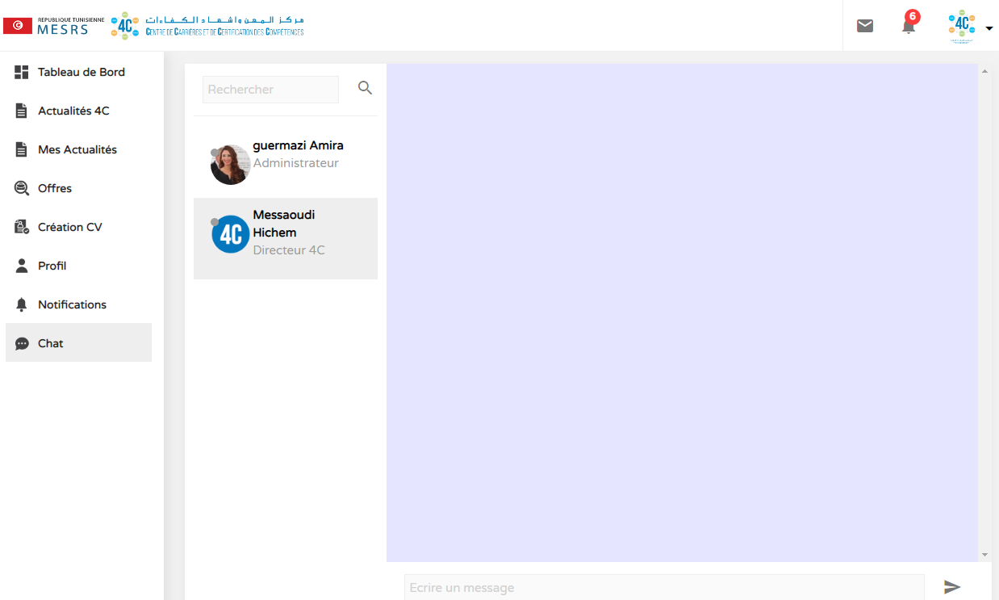 REPUBLIQUE TUNISIENNE
MESRS
4C
مركز المهن وإشهاد الكفاءات
CENTRE DE CARRIÈRES ET DE CERTIFICATION DES COMPÉTENCES
6
4C
Tableau de Bord
Actualités 4C
Mes Actualités
Offres
Création CV
Profil
Notifications
Chat
Rechercher
guermazi Amira
Administrateur
4C
Messaoudi
Hichem
Directeur 4C
Ecrire un message